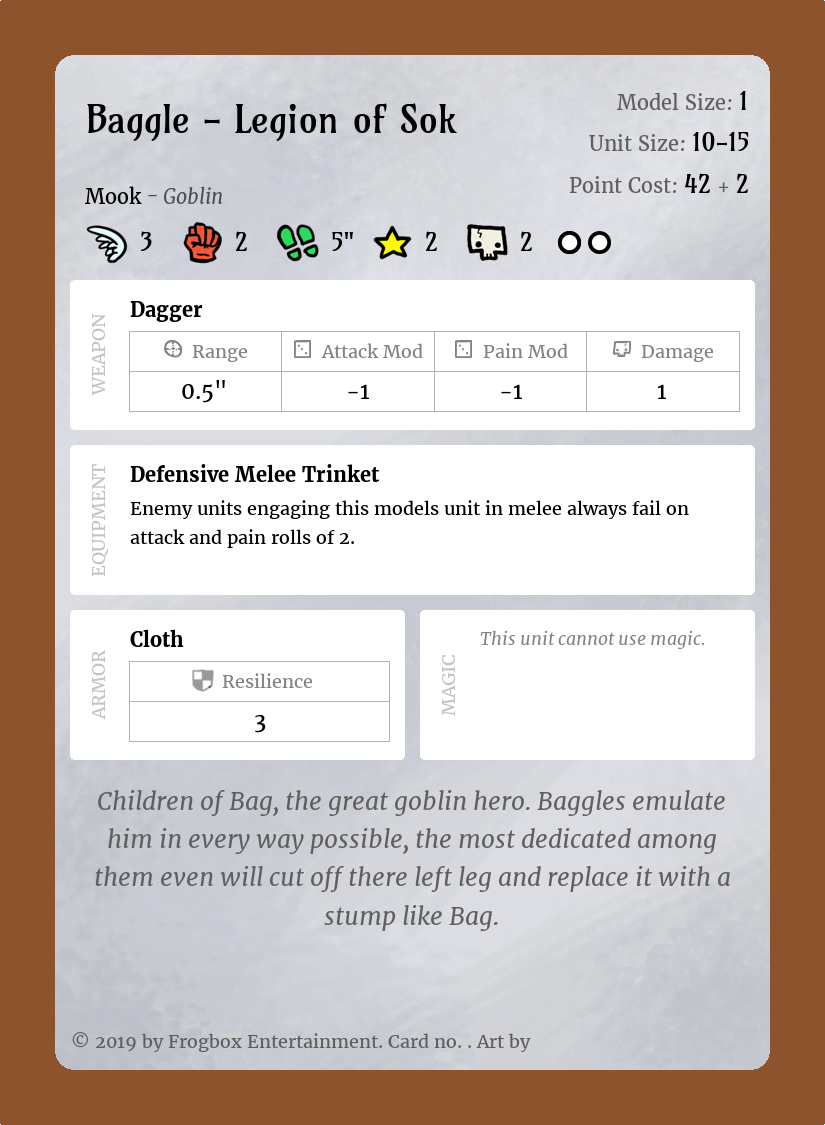 Baggle - Legion of Sok
Model Size: 1
Unit Size: 10-15
Point Cost: 42 + 2
Mook - Goblin
3 2 5" 2 2
WEAPON
Dagger
Range Attack Mod Pain Mod Damage
0.5" -1 -1 1
EQUIPMENT
Defensive Melee Trinket
Enemy units engaging this models unit in melee always fail on
attack and pain rolls of 2.
ARMOR
Cloth
Resilience
3
MAGIC
This unit cannot use magic.
Children of Bag, the great goblin hero. Baggles emulate
him in every way possible, the most dedicated among
them even will cut off there left leg and replace it with a
stump like Bag.
© 2019 by Frogbox Entertainment. Card no. . Art by